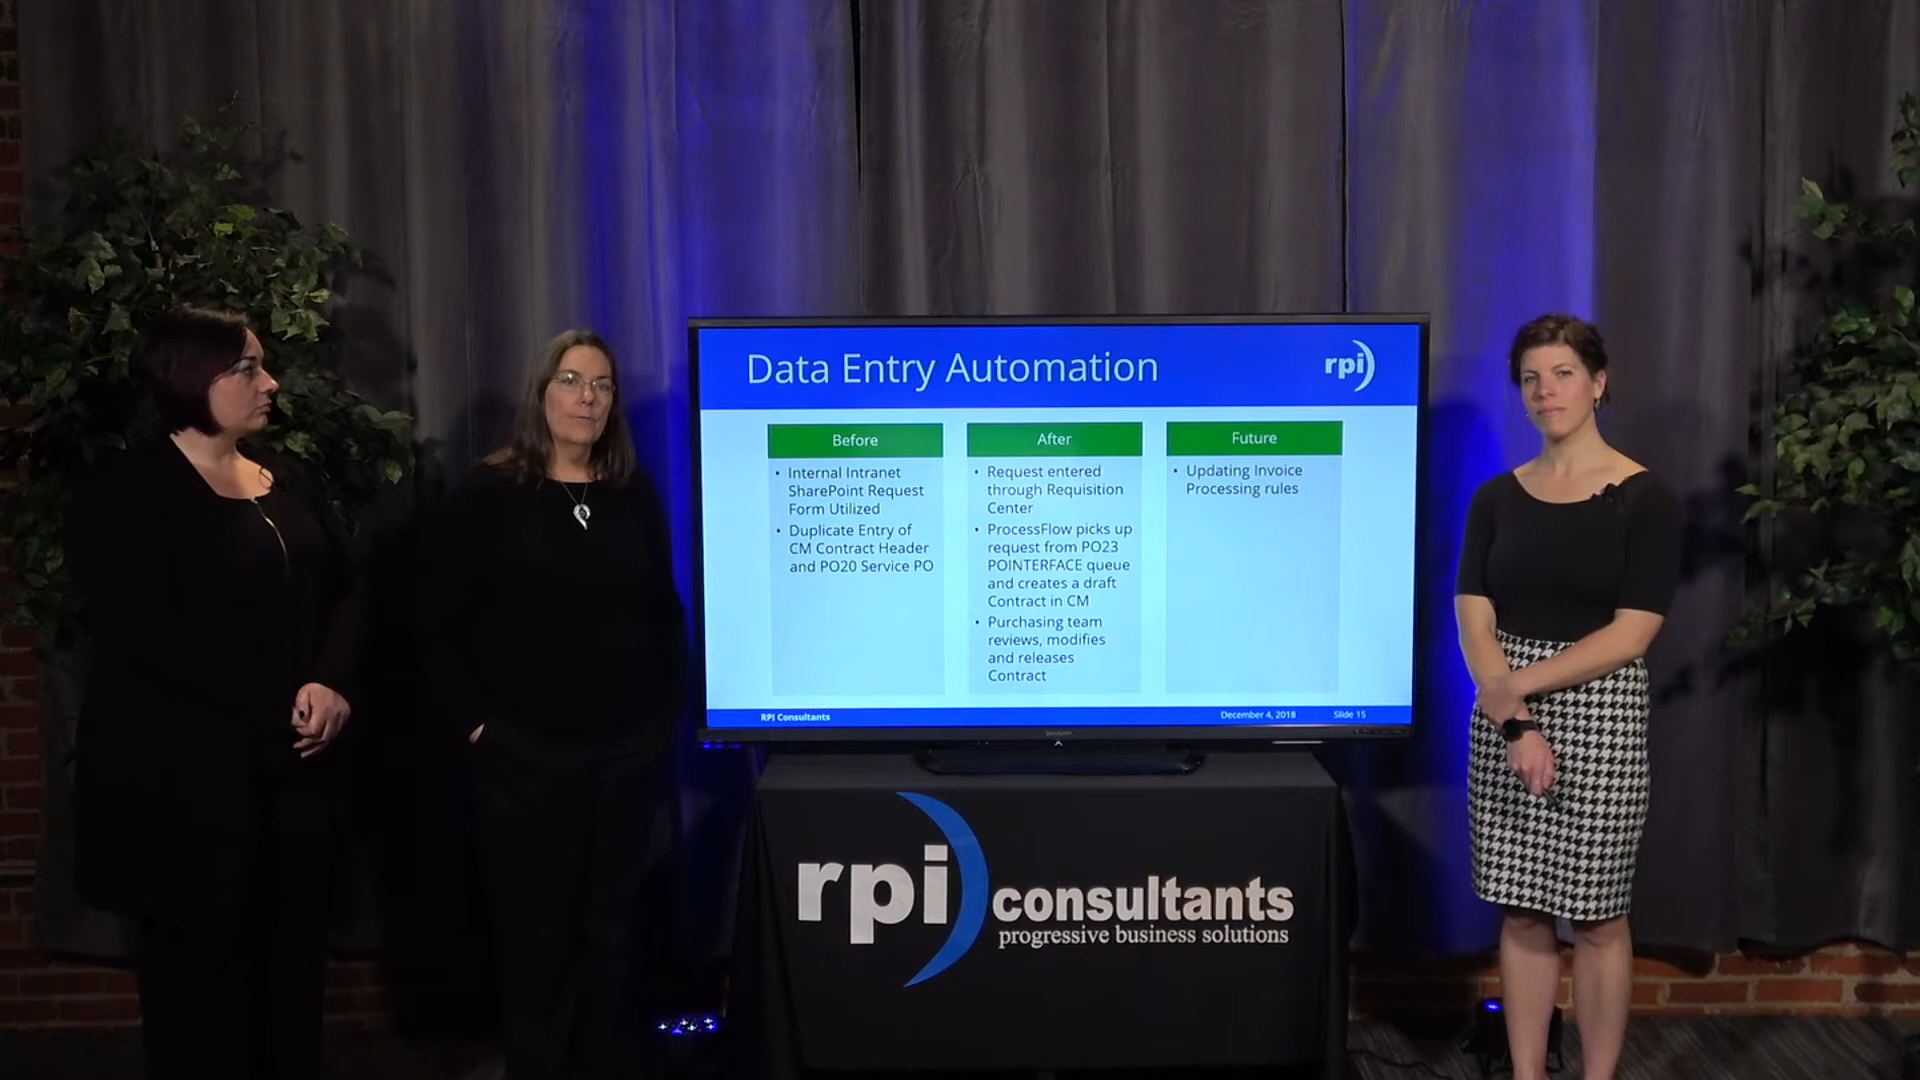 Data Entry Automation
rpi
Before
• Internal Intranet
SharePoint Request
Form Utilized
• Duplicate Entry of
CM Contract Header
and PO20 Service PO
After
• Request entered
through Requisition
Center
• ProcessFlow picks up
request from PO23
POINTERFACE queue
and creates a draft
Contract in CM
• Purchasing team
reviews, modifies
and releases
Contract
Future
• Updating Invoice
Processing rules
RPI Consultants
December 4, 2018
Slide 15
SHARP
rpi consultants
progressive business solutions